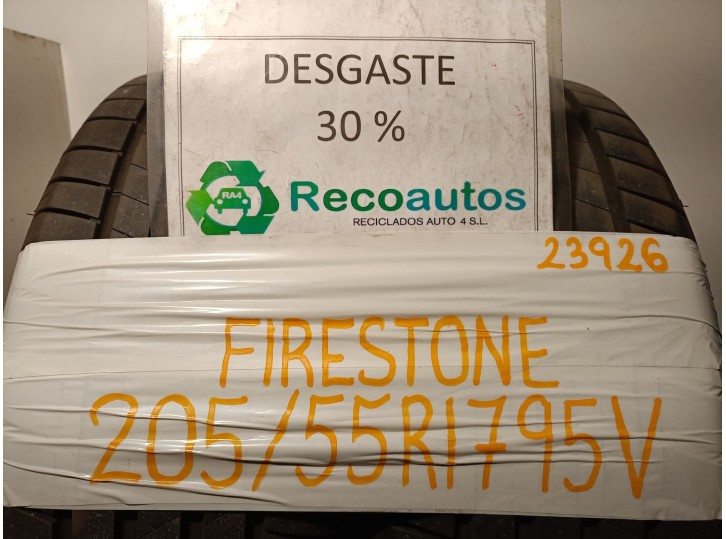 DESGASTE
30 %
RA4
Recoautos
RECICLADOS AUTO 4 S.L.
23926
FIRESTONE
205/55R1795V